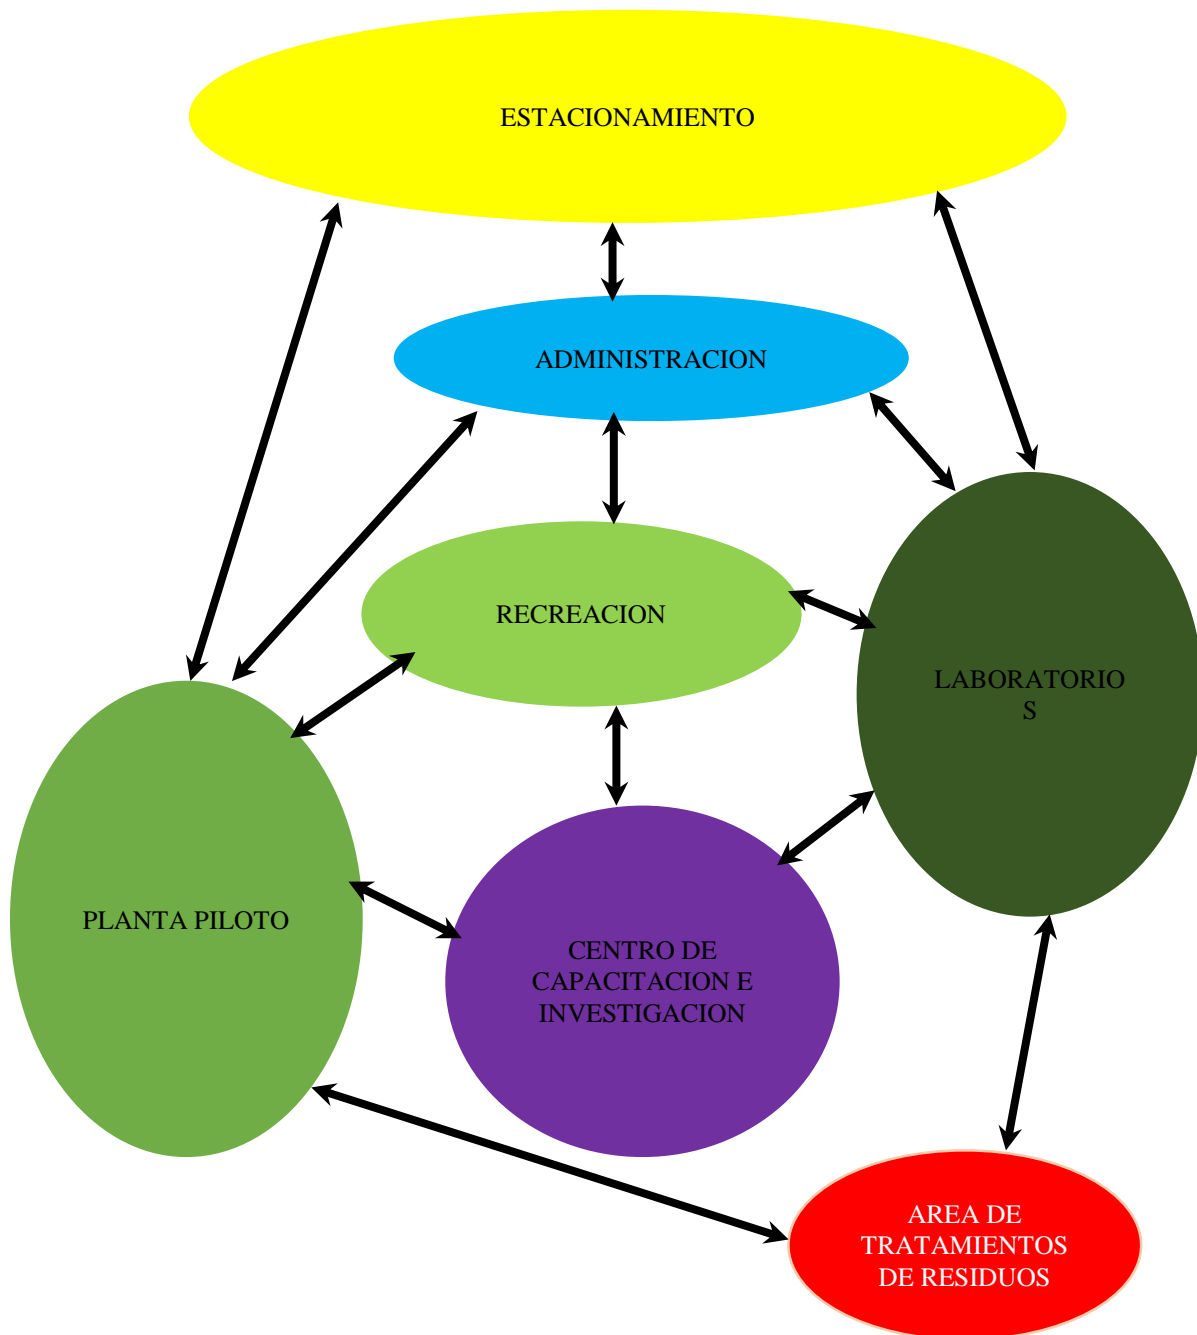 ESTACIONAMIENTO
ADMINISTRACION
RECREACION
LABORATORIO
S
PLANTA PILOTO
CENTRO DE
CAPACITACION E
INVESTIGACION
AREA DE
TRATAMIENTOS
DE RESIDUOS